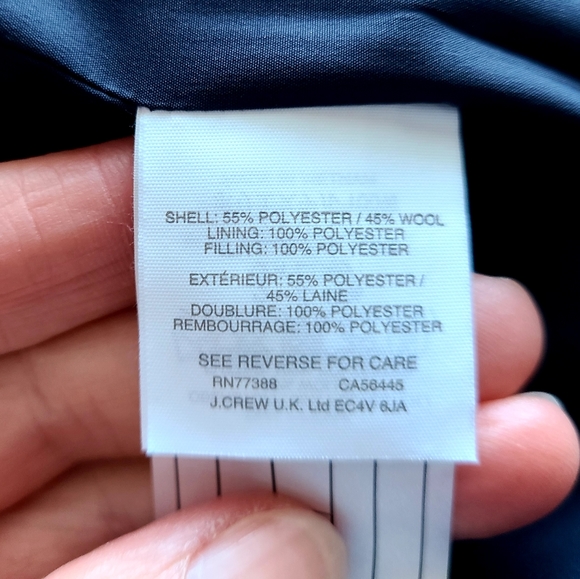 SHELL: 55% POLYESTER / 45% WOOL
LINING: 100% POLYESTER
FILLING: 100% POLYESTER
EXTÉRIEUR: 55% POLYESTER /
45% LAINE
DOUBLURE: 100% POLYESTER
REMBOURRAGE: 100% POLYESTER
SEE REVERSE FOR CARE
RN77388 CA56445
J.CREW U.K. Ltd EC4V 6JA